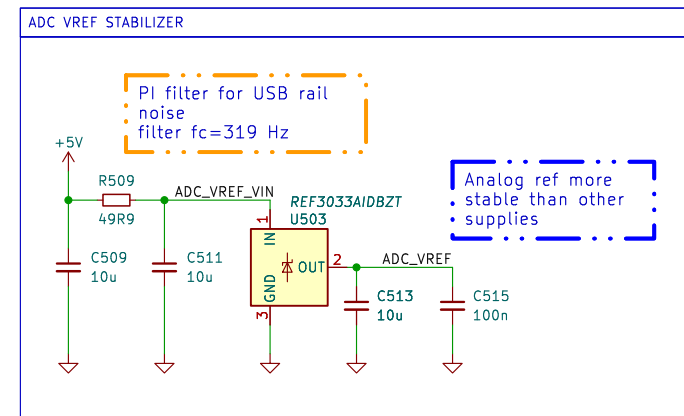 ADC VREF STABILIZER
PI filter for USB rail
noise
filter fc=319 Hz
+5V
R509
49R9
ADC_VREF_VIN
REF3033AIDBZT
U503
Analog ref more
stable than other
supplies
1
IN
C509
10u
C511
10u
OUT
2
ADC_VREF
GND
3
C513
10u
C515
100n